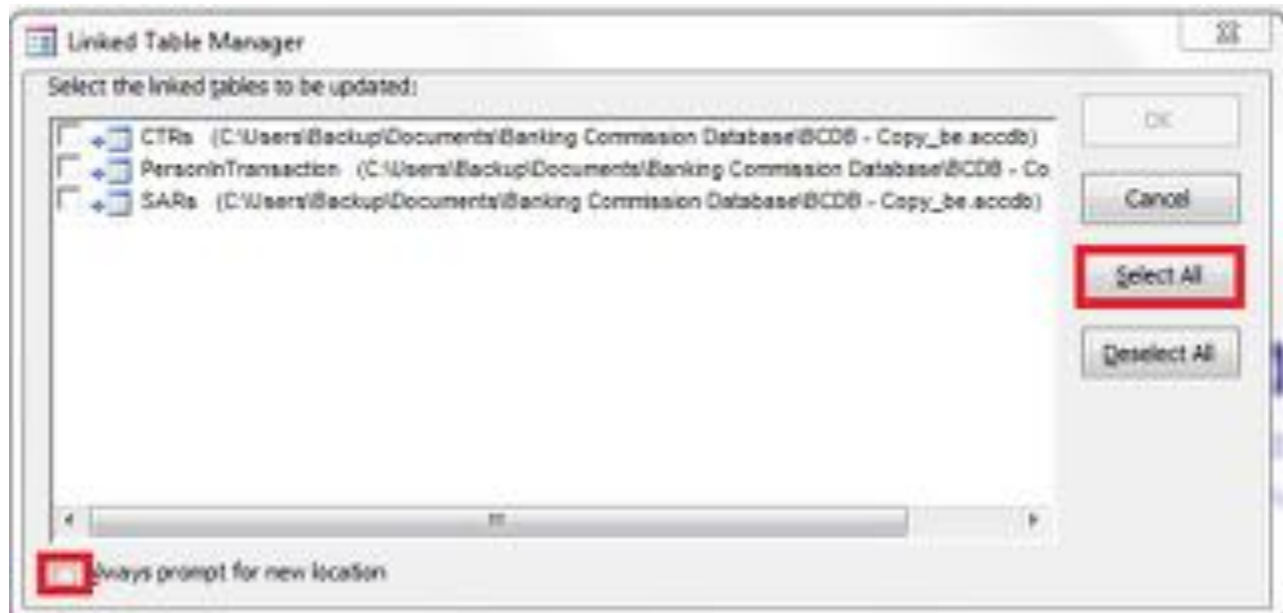 Linked Table Manager
Select the linked tables to be updated:
CTRs (C:\Users\Backup\Documents\Banking Commission Database\BCDB - Copy_be.accdb)
PersonInTransaction (C:\Users\Backup\Documents\Banking Commission Database\BCDB - Co
SARs (C:\Users\Backup\Documents\Banking Commission Database\BCDB - Copy_be.accdb)
OK
Cancel
Select All
Deselect All
Always prompt for new location